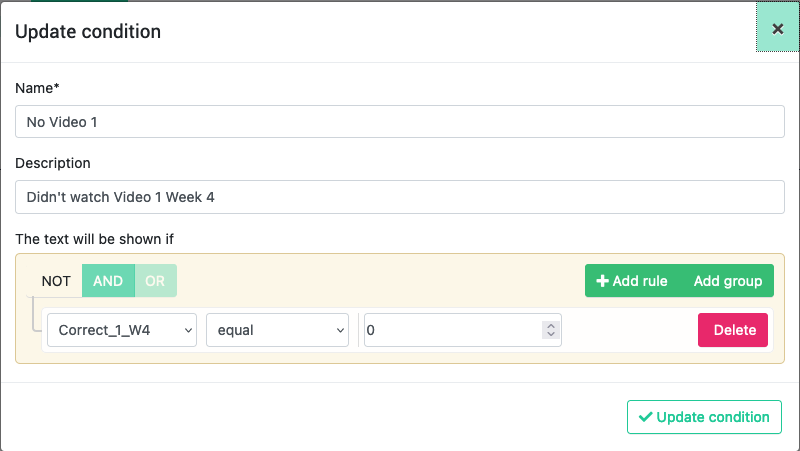 Update condition
×
Name*
No Video 1
Description
Didn't watch Video 1 Week 4
The text will be shown if
NOT AND OR + Add rule Add group
Correct_1_W4 equal 0 Delete
Update condition